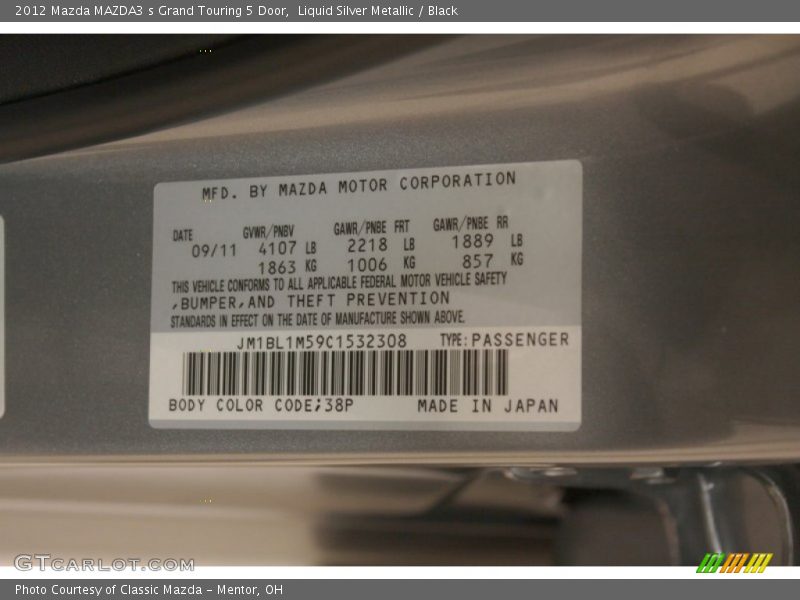 2012 Mazda MAZDA3 s Grand Touring 5 Door,  Liquid Silver Metallic / Black
MFD. BY MAZDA MOTOR CORPORATION
DATE GVWR/PNBV GAWR/PNBE FRT GAWR/PNBE RR
09/11 4107 LB 2218 LB 1889 LB
1863 KG 1006 KG 857 KG
THIS VEHICLE CONFORMS TO ALL APPLICABLE FEDERAL MOTOR VEHICLE SAFETY
,BUMPER,AND THEFT PREVENTION
STANDARDS IN EFFECT ON THE DATE OF MANUFACTURE SHOWN ABOVE.
JM1BL1M59C1532308 TYPE:PASSENGER
BODY COLOR CODE;38P MADE IN JAPAN
GTCARLOT.COM
Photo Courtesy of Classic Mazda - Mentor, OH